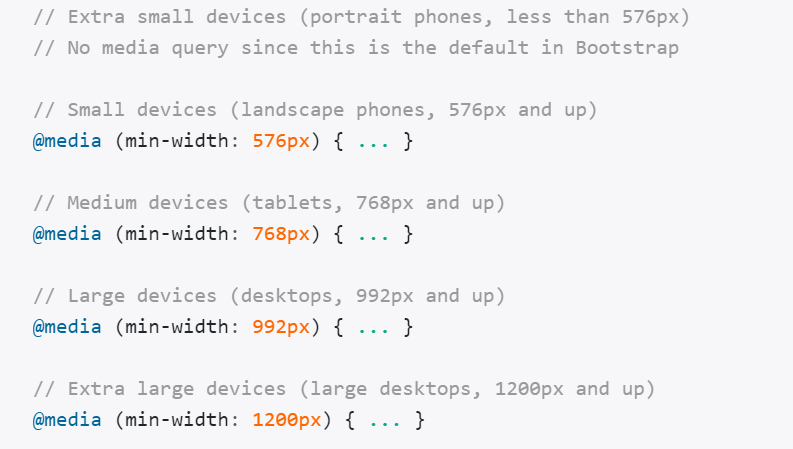 // Extra small devices (portrait phones, less than 576px)
// No media query since this is the default in Bootstrap
// Small devices (landscape phones, 576px and up)
@media (min-width: 576px) { ... }
// Medium devices (tablets, 768px and up)
@media (min-width: 768px) { ... }
// Large devices (desktops, 992px and up)
@media (min-width: 992px) { ... }
// Extra large devices (large desktops, 1200px and up)
@media (min-width: 1200px) { ... }